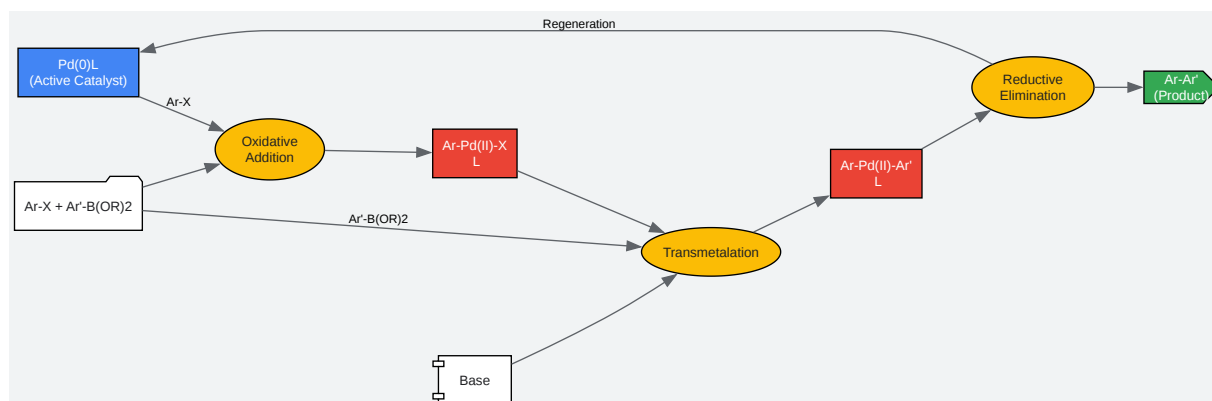 Regeneration
Pd(0)L
(Active Catalyst)
Ar-X
Oxidative
Addition
Ar-X + Ar'-B(OR)2
Ar'-B(OR)2
Ar-Pd(II)-X
L
Transmetalation
Base
Ar-Pd(II)-Ar'
L
Reductive
Elimination
Ar-Ar'
(Product)